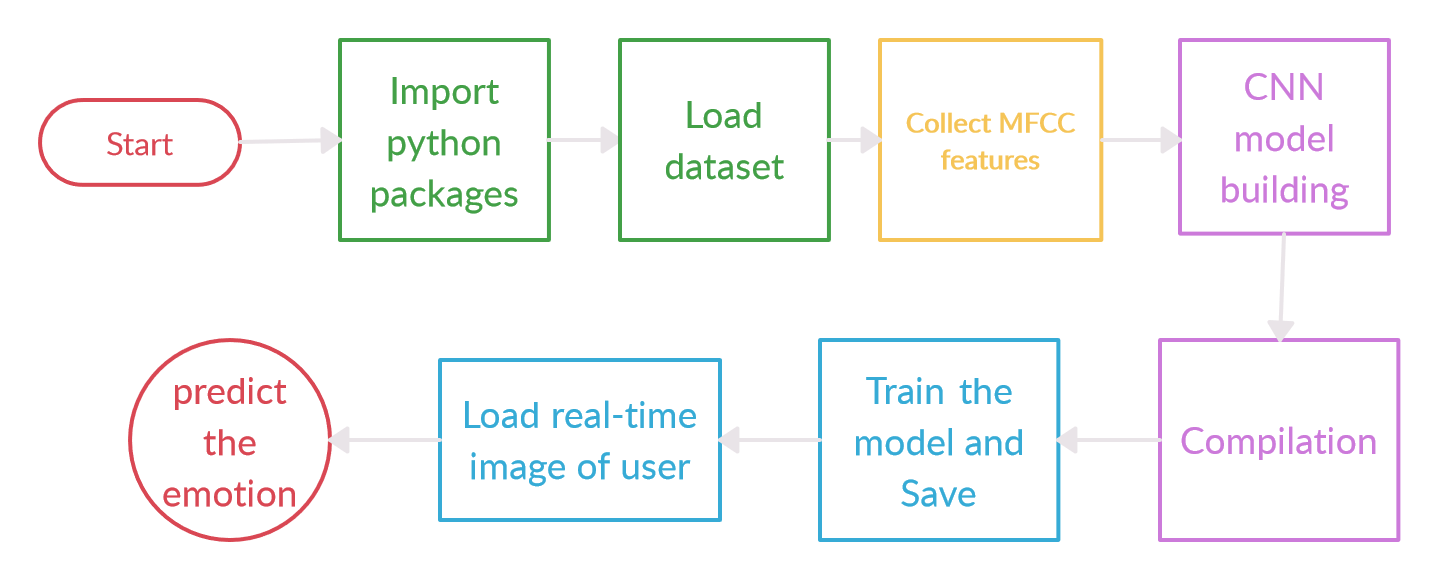 Start
Import
python
packages
Load
dataset
Collect MFCC
features
CNN
model
building
Compilation
Train the
model and
Save
Load real-time
image of user
predict
the
emotion